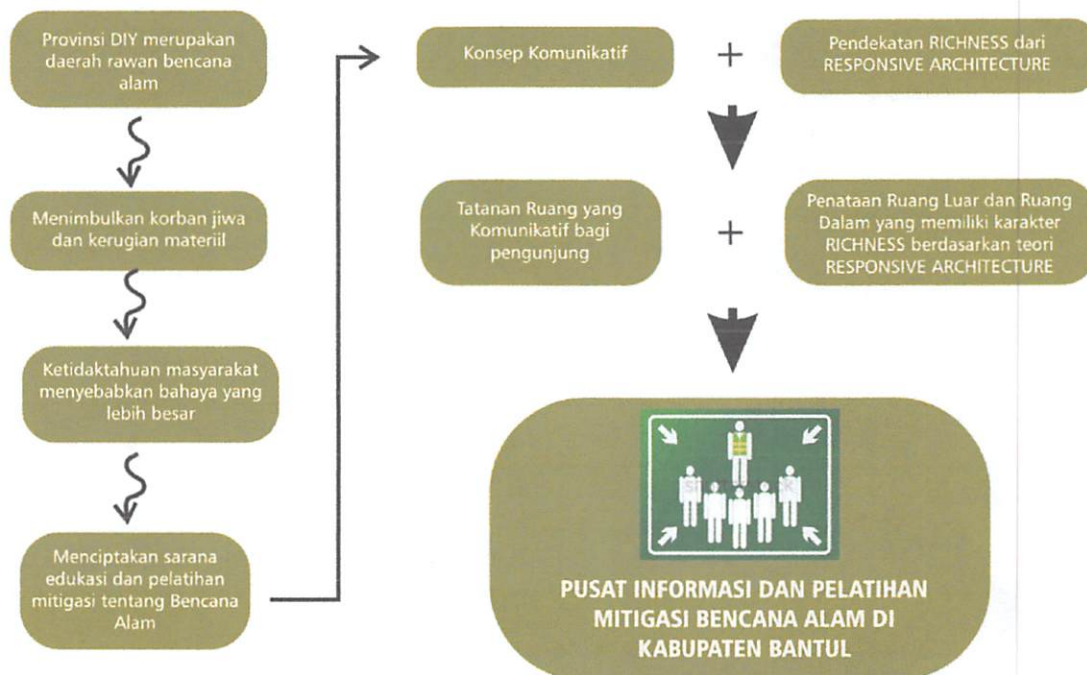 Provinsi DIY merupakan
daerah rawan bencana
alam
Menimbulkan korban jiwa
dan kerugian materiil
Ketidaktahuan masyarakat
menyebabkan bahaya yang
lebih besar
Menciptakan sarana
edukasi dan pelatihan
mitigasi tentang Bencana
Alam
Konsep Komunikatif
+
Pendekatan RICHNESS dari
RESPONSIVE ARCHITECTURE
Tatanan Ruang yang
Komunikatif bagi
pengunjung
+
Penataan Ruang Luar dan Ruang
Dalam yang memiliki karakter
RICHNESS berdasarkan teori
RESPONSIVE ARCHITECTURE
PUSAT INFORMASI DAN PELATIHAN
MITIGASI BENCANA ALAM DI
KABUPATEN BANTUL